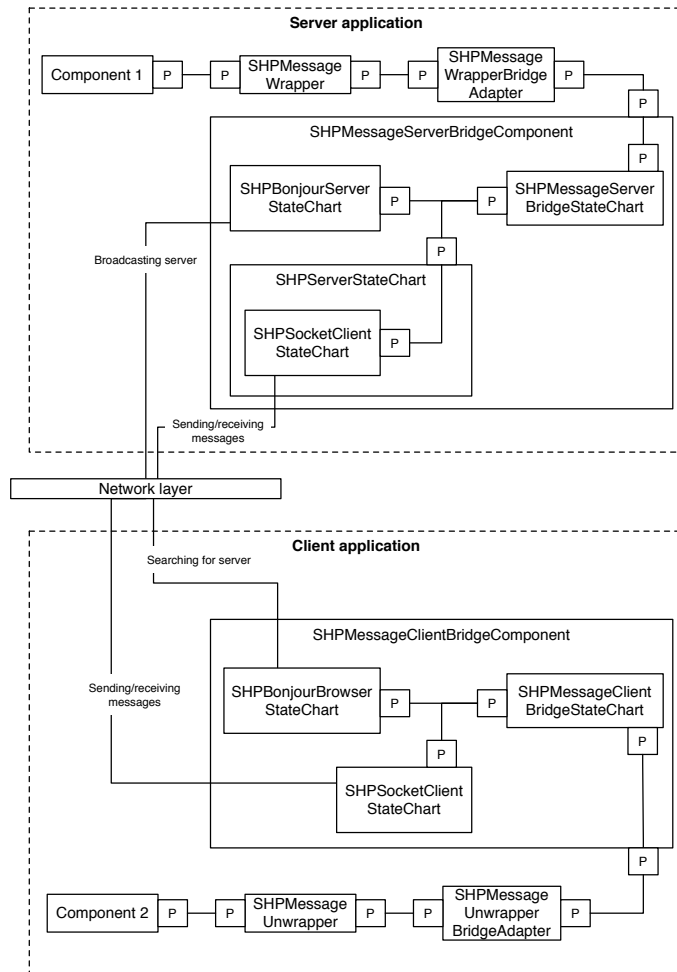 Server application
Component 1
P
P
SHPMessage
Wrapper
P
P
SHPMessage
WrapperBridge
Adapter
P
P
SHPMessageServerBridgeComponent
P
SHPBonjourServer
StateChart
P
P
SHPMessageServer
BridgeStateChart
Broadcasting server
P
SHPServerStateChart
SHPSocketClient
StateChart
P
Sending/receiving
messages
Network layer
Client application
Searching for server
SHPMessageClientBridgeComponent
Sending/receiving
messages
SHPBonjourBrowser
StateChart
P
P
SHPMessageClient
BridgeStateChart
P
P
SHPSocketClient
StateChart
P
Component 2
P
P
SHPMessage
Unwrapper
P
P
SHPMessage
Unwrapper
BridgeAdapter
P